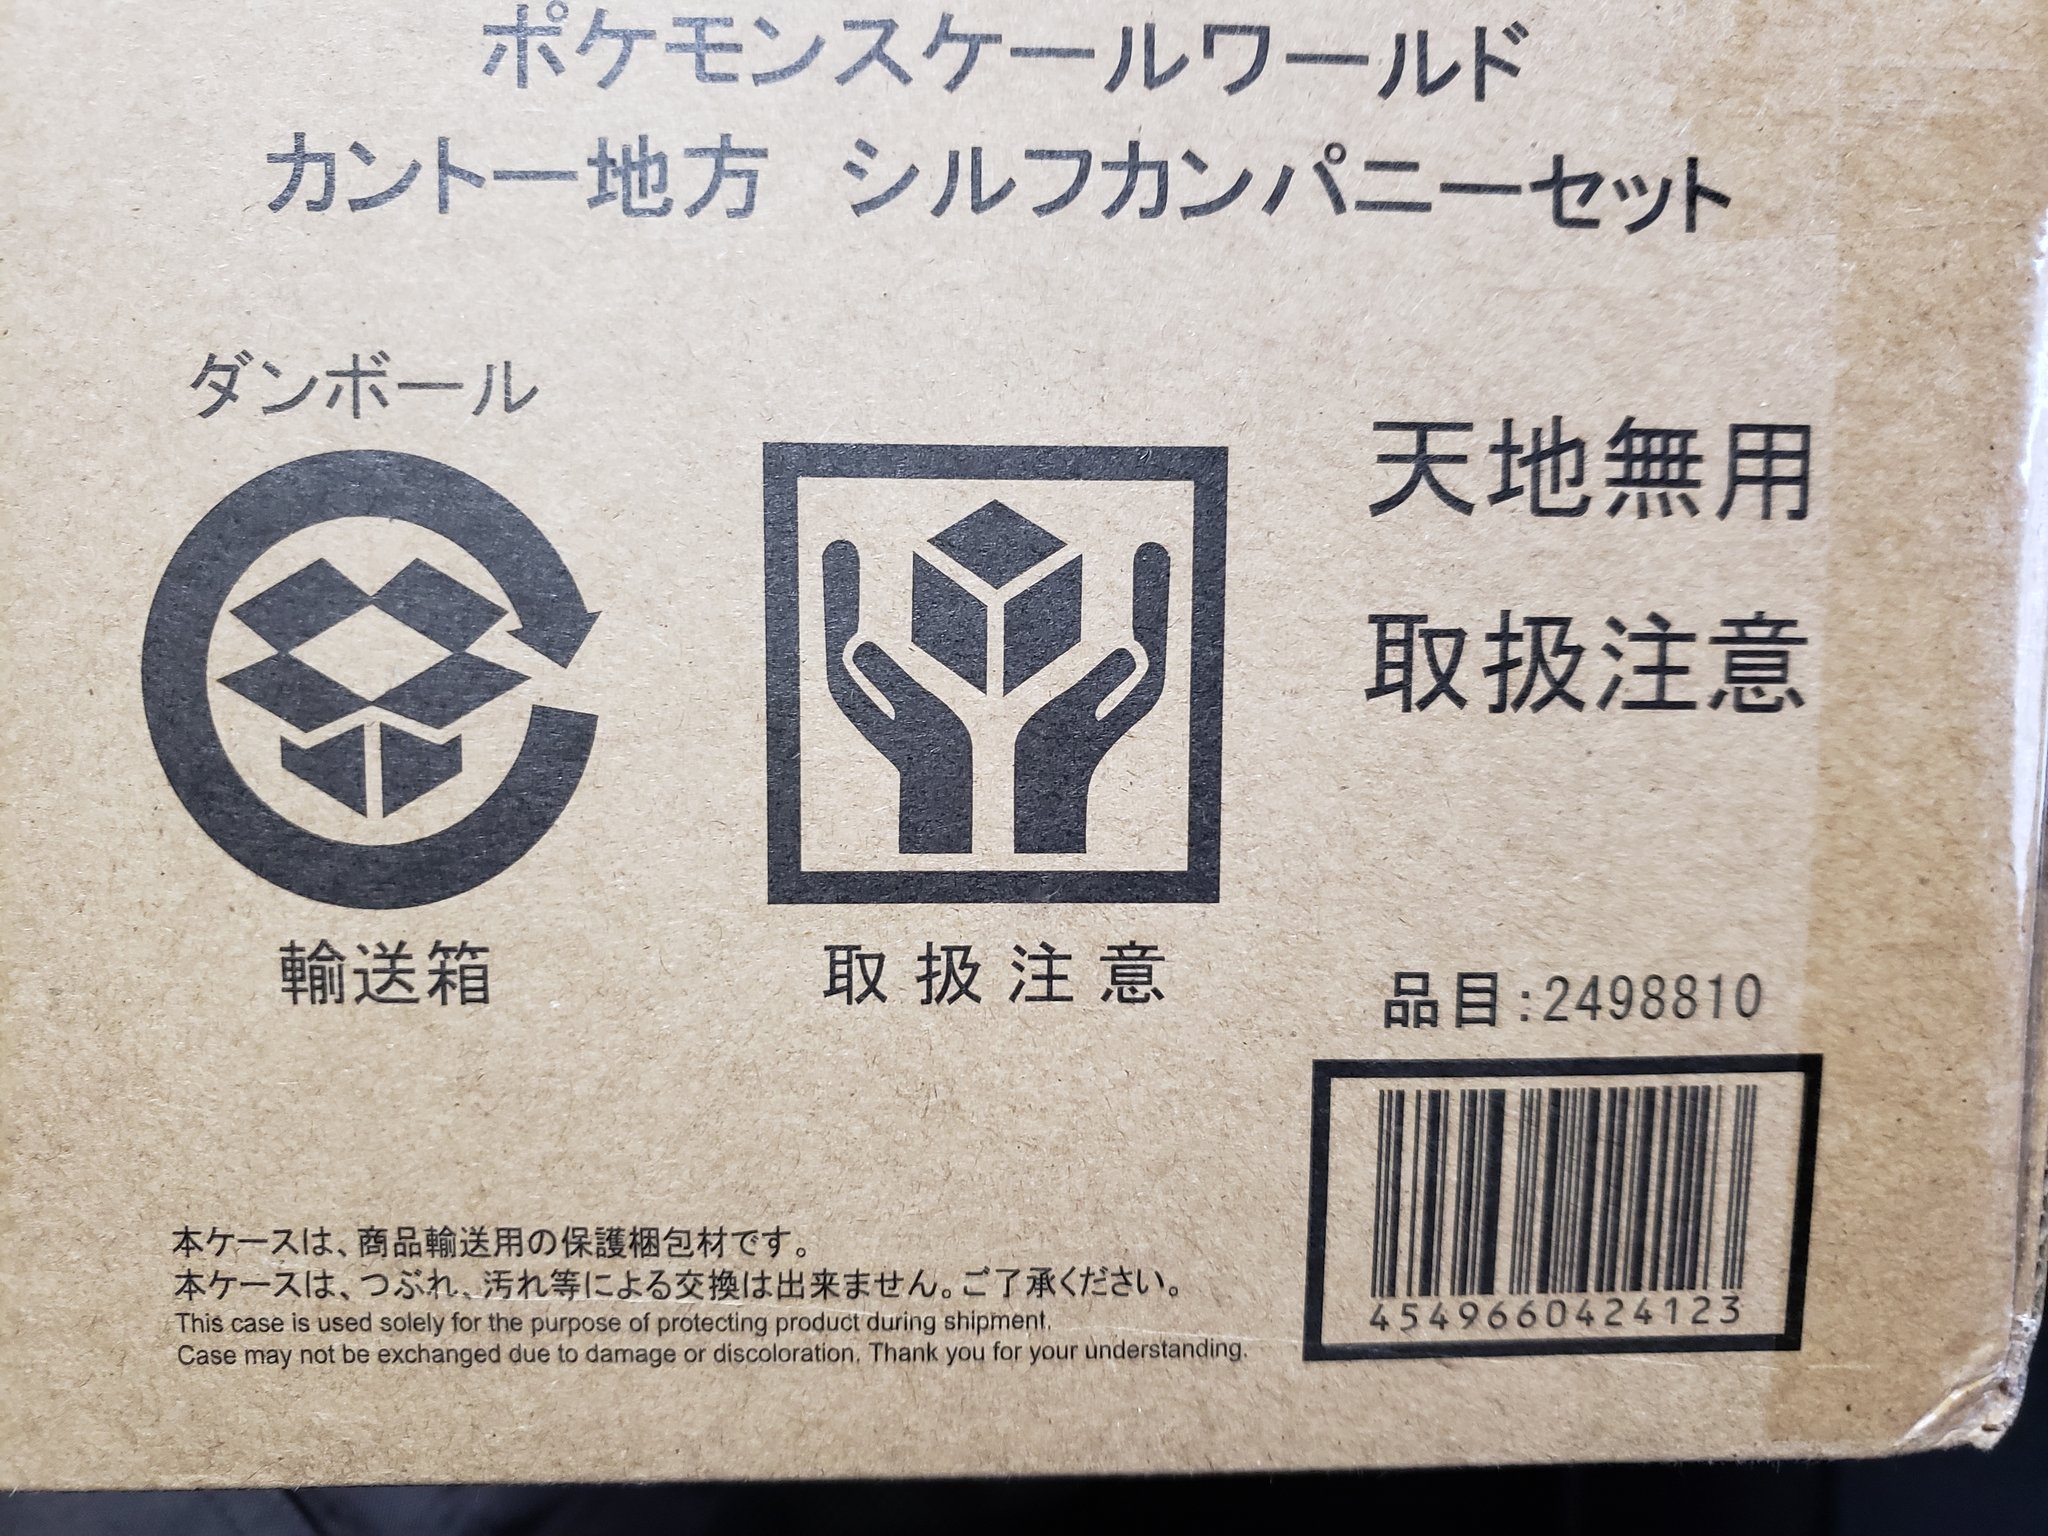 ポケモンスケールワールド
カントー地方　シルフカンパニーセット
ダンボール
天地無用
取扱注意
輸送箱
取扱注意
品目:2498810
4549660424123
本ケースは、商品輸送用の保護梱包材です。
本ケースは、つぶれ、汚れ等による交換は出来ません。ご了承ください。
This case is used solely for the purpose of protecting product during shipment.
Case may not be exchanged due to damage or discoloration. Thank you for your understanding.